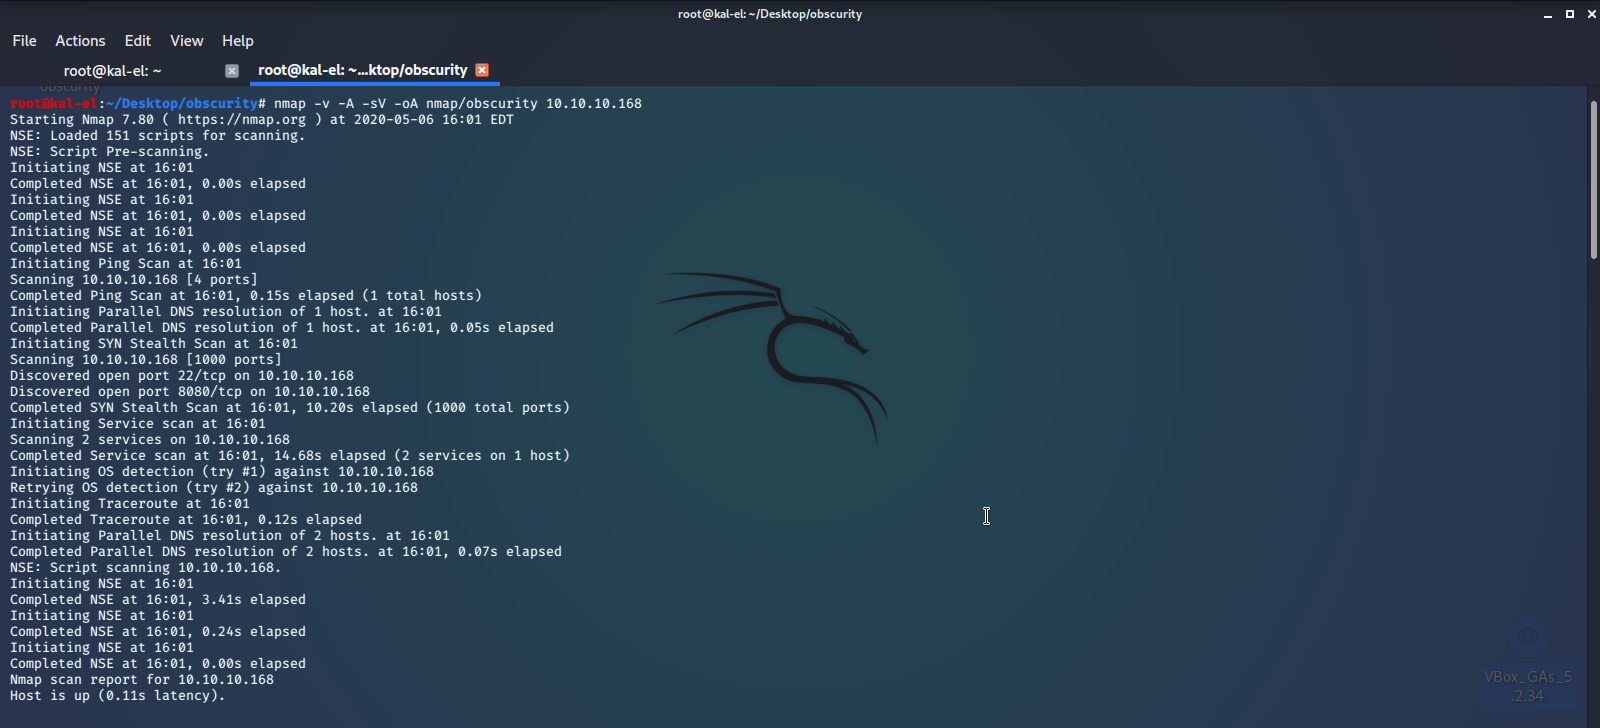 root@kal-el: ~/Desktop/obscurity
File Actions Edit View Help
root@kal-el: ~
root@kal-el: ~...ktop/obscurity
obscurity
root@kal-el:~/Desktop/obscurity# nmap -v -A -sV -oA nmap/obscurity 10.10.10.168
Starting Nmap 7.80 ( https://nmap.org ) at 2020-05-06 16:01 EDT
NSE: Loaded 151 scripts for scanning.
NSE: Script Pre-scanning.
Initiating NSE at 16:01
Completed NSE at 16:01, 0.00s elapsed
Initiating NSE at 16:01
Completed NSE at 16:01, 0.00s elapsed
Initiating NSE at 16:01
Completed NSE at 16:01, 0.00s elapsed
Initiating Ping Scan at 16:01
Scanning 10.10.10.168 [4 ports]
Completed Ping Scan at 16:01, 0.15s elapsed (1 total hosts)
Initiating Parallel DNS resolution of 1 host. at 16:01
Completed Parallel DNS resolution of 1 host. at 16:01, 0.05s elapsed
Initiating SYN Stealth Scan at 16:01
Scanning 10.10.10.168 [1000 ports]
Discovered open port 22/tcp on 10.10.10.168
Discovered open port 8080/tcp on 10.10.10.168
Completed SYN Stealth Scan at 16:01, 10.20s elapsed (1000 total ports)
Initiating Service scan at 16:01
Scanning 2 services on 10.10.10.168
Completed Service scan at 16:01, 14.68s elapsed (2 services on 1 host)
Initiating OS detection (try #1) against 10.10.10.168
Retrying OS detection (try #2) against 10.10.10.168
Initiating Traceroute at 16:01
Completed Traceroute at 16:01, 0.12s elapsed
Initiating Parallel DNS resolution of 2 hosts. at 16:01
Completed Parallel DNS resolution of 2 hosts. at 16:01, 0.07s elapsed
NSE: Script scanning 10.10.10.168.
Initiating NSE at 16:01
Completed NSE at 16:01, 3.41s elapsed
Initiating NSE at 16:01
Completed NSE at 16:01, 0.24s elapsed
Initiating NSE at 16:01
Completed NSE at 16:01, 0.00s elapsed
Nmap scan report for 10.10.10.168
Host is up (0.11s latency).
VBox_GAs_5
.2.34